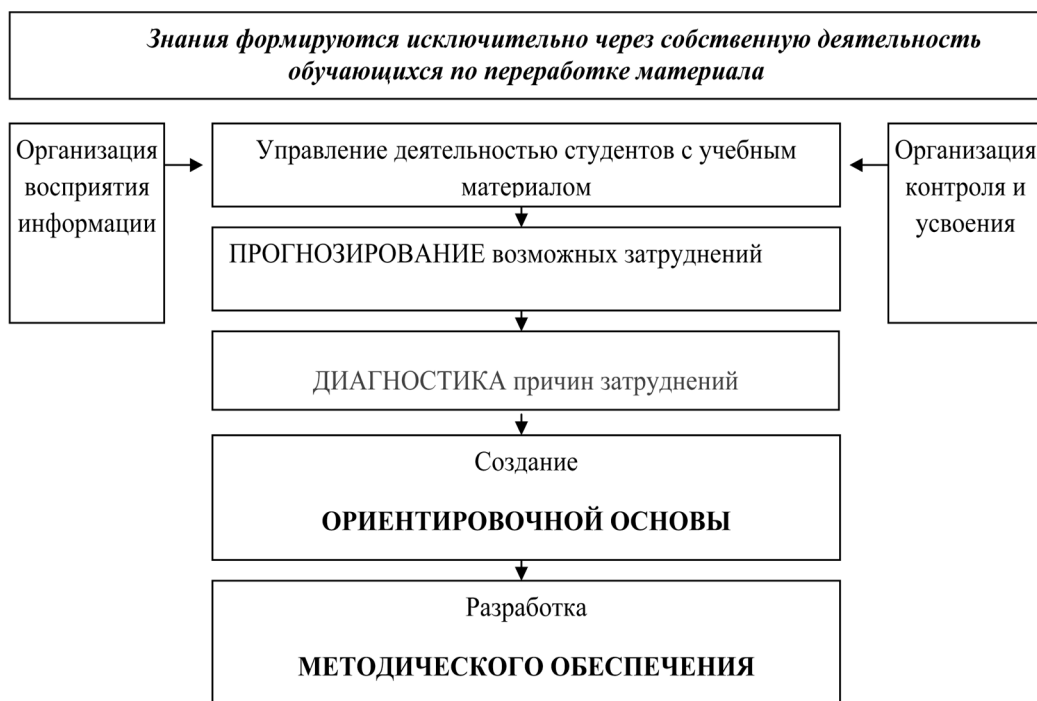 Знания формируются исключительно через собственную деятельность
обучающихся по переработке материала
Организация
восприятия
информации
Управление деятельностью студентов с учебным
материалом
Организация
контроля и
усвоения
ПРОГНОЗИРОВАНИЕ возможных затруднений
ДИАГНОСТИКА причин затруднений
Создание
ОРИЕНТИРОВОЧНОЙ ОСНОВЫ
Разработка
МЕТОДИЧЕСКОГО ОБЕСПЕЧЕНИЯ